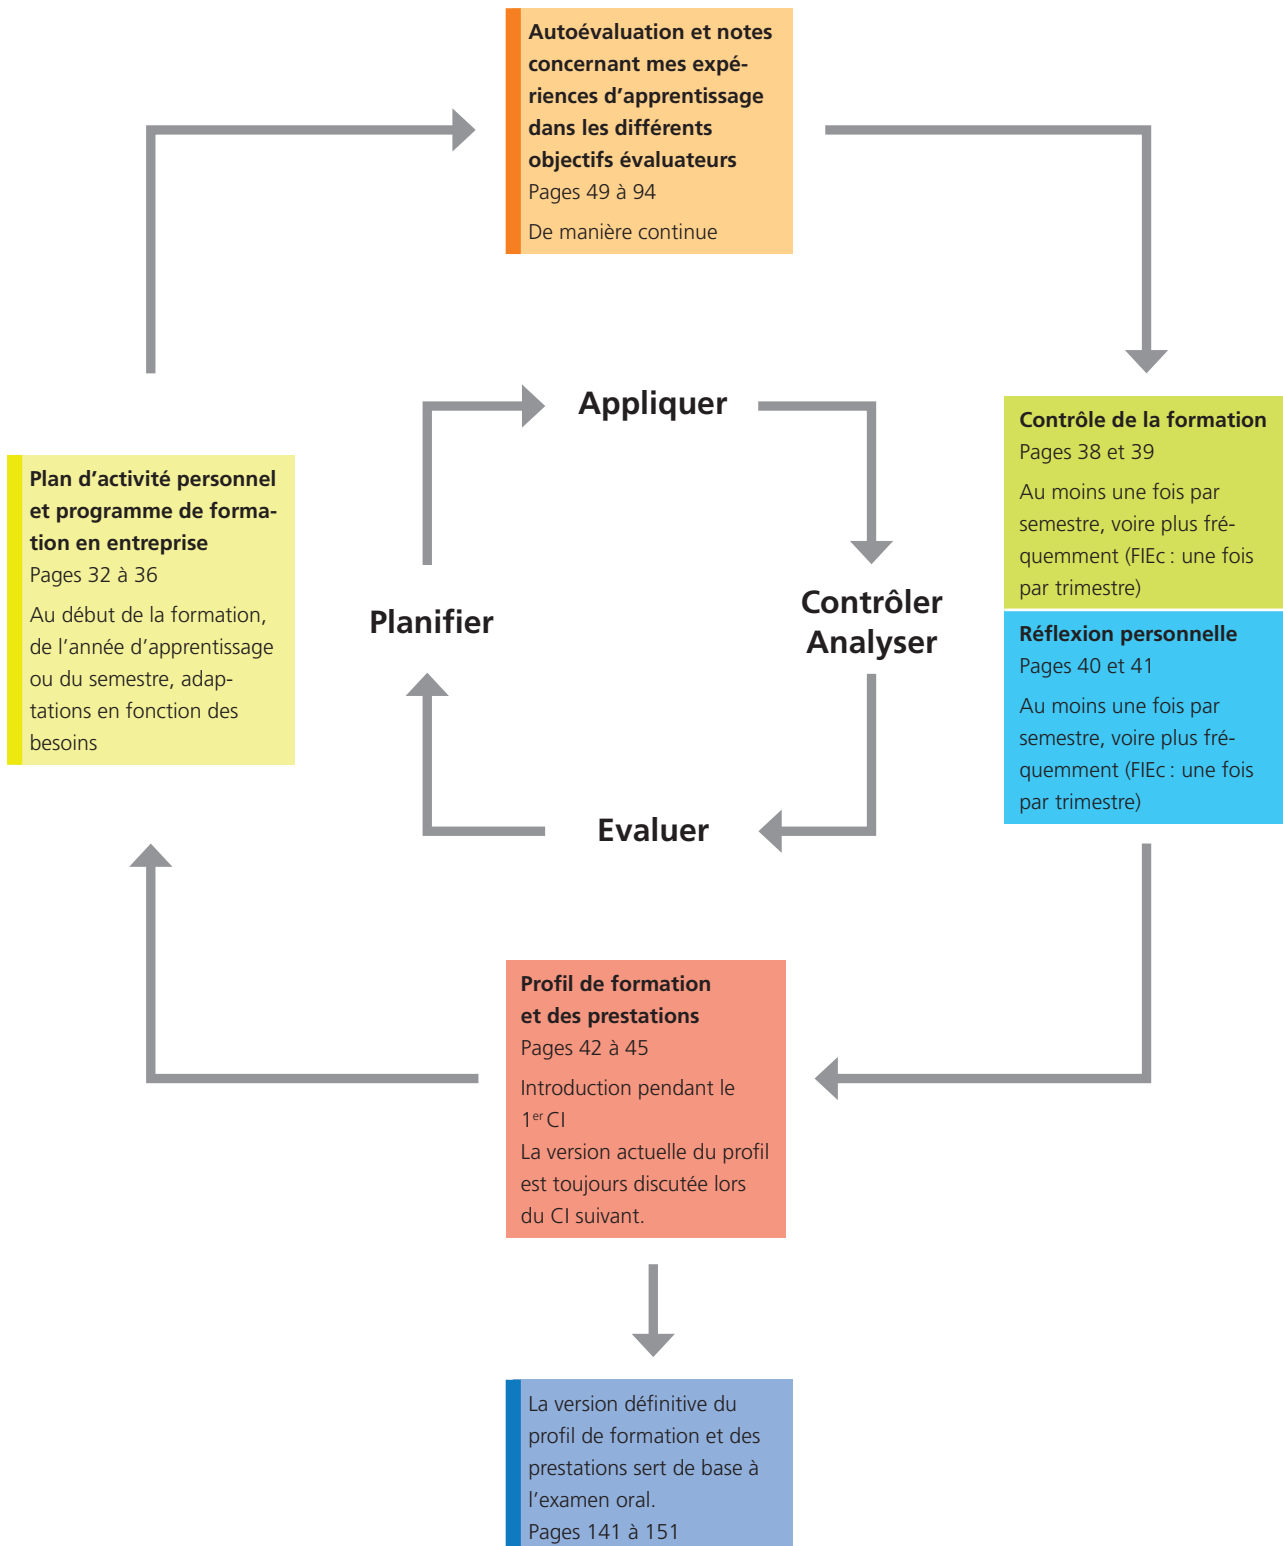 Autoévaluation et notes
concernant mes expé-
riences d’apprentissage
dans les différents
objectifs évaluateurs
Pages 49 à 94
De manière continue
Appliquer
Contrôle de la formation
Pages 38 et 39
Au moins une fois par
semestre, voire plus fré-
quemment (FIEc : une fois
par trimestre)
Plan d’activité personnel
et programme de forma-
tion en entreprise
Pages 32 à 36
Au début de la formation,
de l’année d’apprentissage
ou du semestre, adap-
tations en fonction des
besoins
Planifier
Contrôler
Analyser
Réflexion personnelle
Pages 40 et 41
Au moins une fois par
semestre, voire plus fré-
quemment (FIEc : une fois
par trimestre)
Evaluer
Profil de formation
et des prestations
Pages 42 à 45
Introduction pendant le
1er CI
La version actuelle du profil
est toujours discutée lors
du CI suivant.
La version définitive du
profil de formation et des
prestations sert de base à
l’examen oral.
Pages 141 à 151